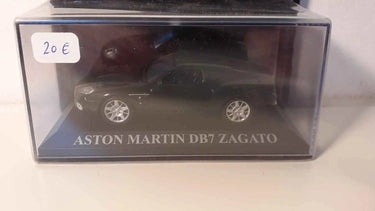 20 €
ASTON MARTIN DB7 ZAGATO